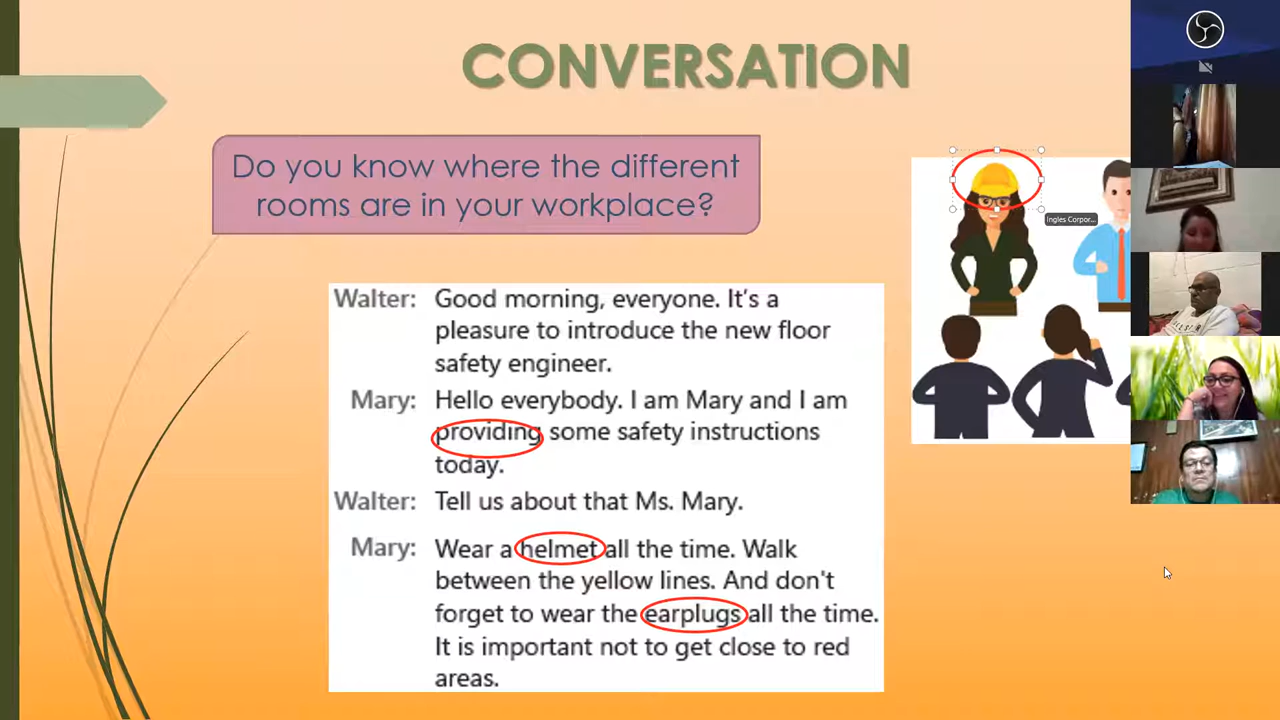 CONVERSATION
Do you know where the different
rooms are in your workplace?
Walter: Good morning, everyone. It's a
pleasure to introduce the new floor
safety engineer.
Mary: Hello everybody. I am Mary and I am
providing some safety instructions
today.
Walter: Tell us about that Ms. Mary.
Mary: Wear a helmet all the time. Walk
between the yellow lines. And don't
forget to wear the earplugs all the time.
It is important not to get close to red
areas.
Ingles Corpor...